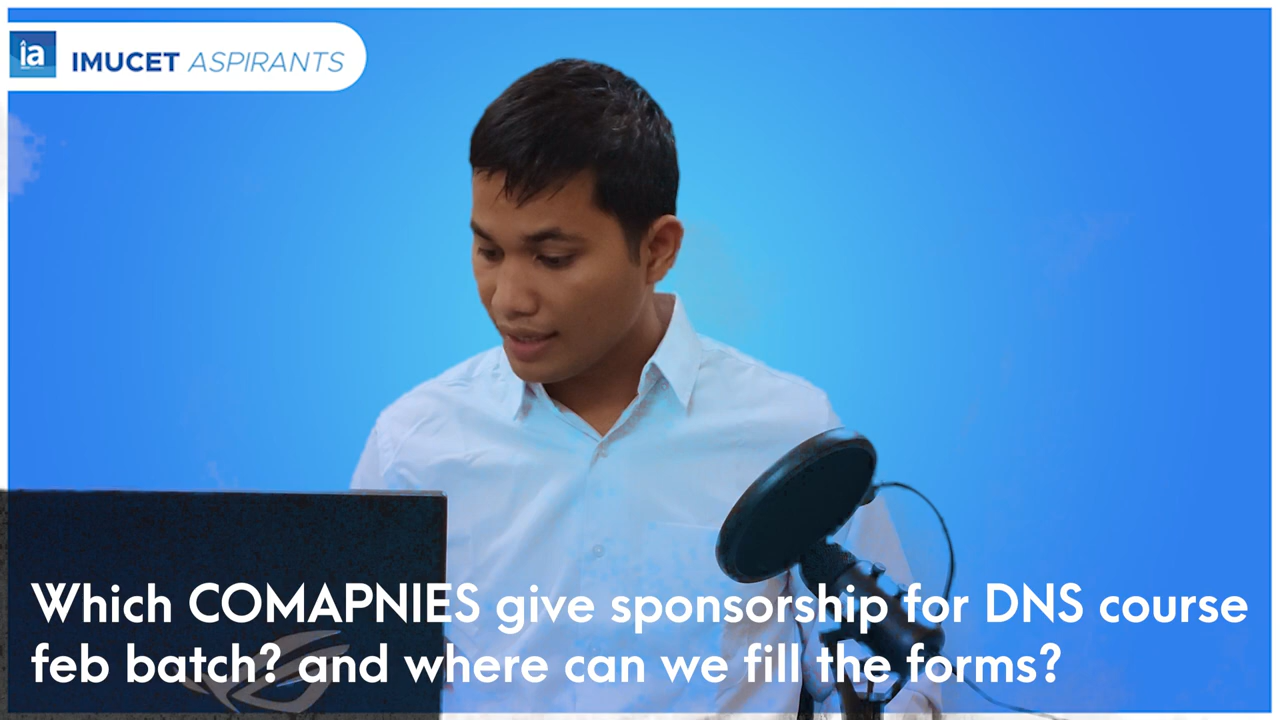 ia
IMUCET ASPIRANTS
Which COMAPNIES give sponsorship for DNS course
feb batch? and where can we fill the forms?